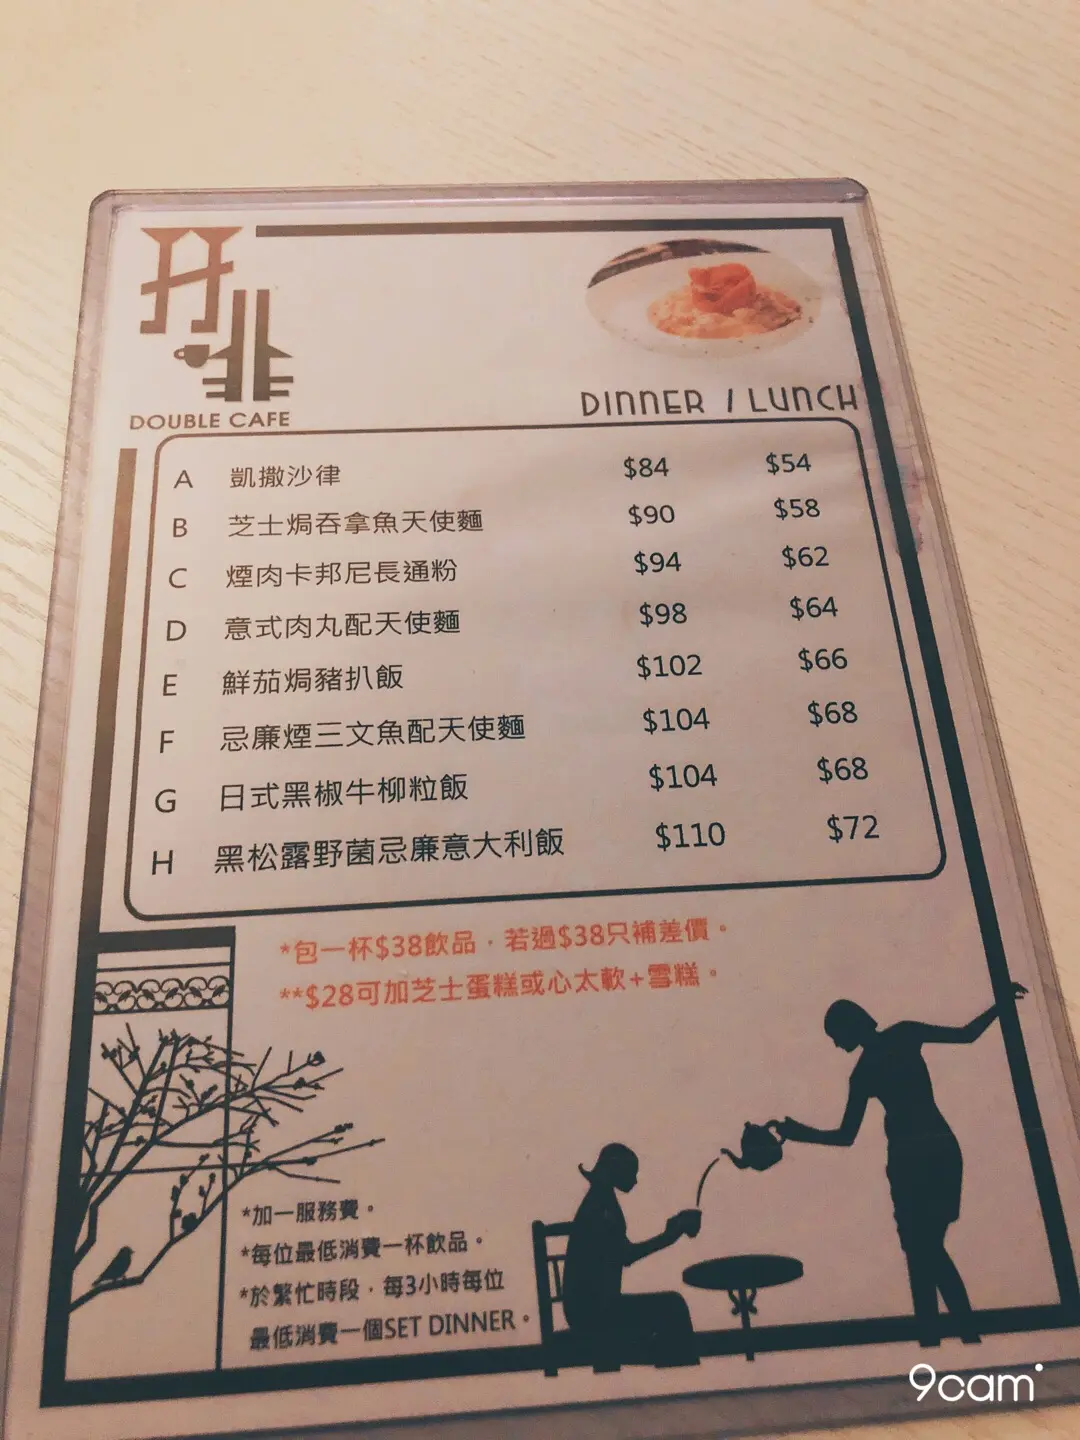 DOUBLE CAFE
DINNER / LUNCH
A 凱撒沙律 $84 $54
B 芝士焗吞拿魚天使麵 $90 $58
C 煙肉卡邦尼長通粉 $94 $62
D 意式肉丸配天使麵 $98 $64
E 鮮茄焗豬扒飯 $102 $66
F 忌廉煙三文魚配天使麵 $104 $68
G 日式黑椒牛柳粒飯 $104 $68
H 黑松露野菌忌廉意大利飯 $110 $72
*包一杯$38飲品，若過$38只補差價。
**$28可加芝士蛋糕或心太軟+雪糕。
*加一服務費。
*每位最低消費一杯飲品。
*於繁忙時段，每3小時每位
最低消費一個SET DINNER。
9cam